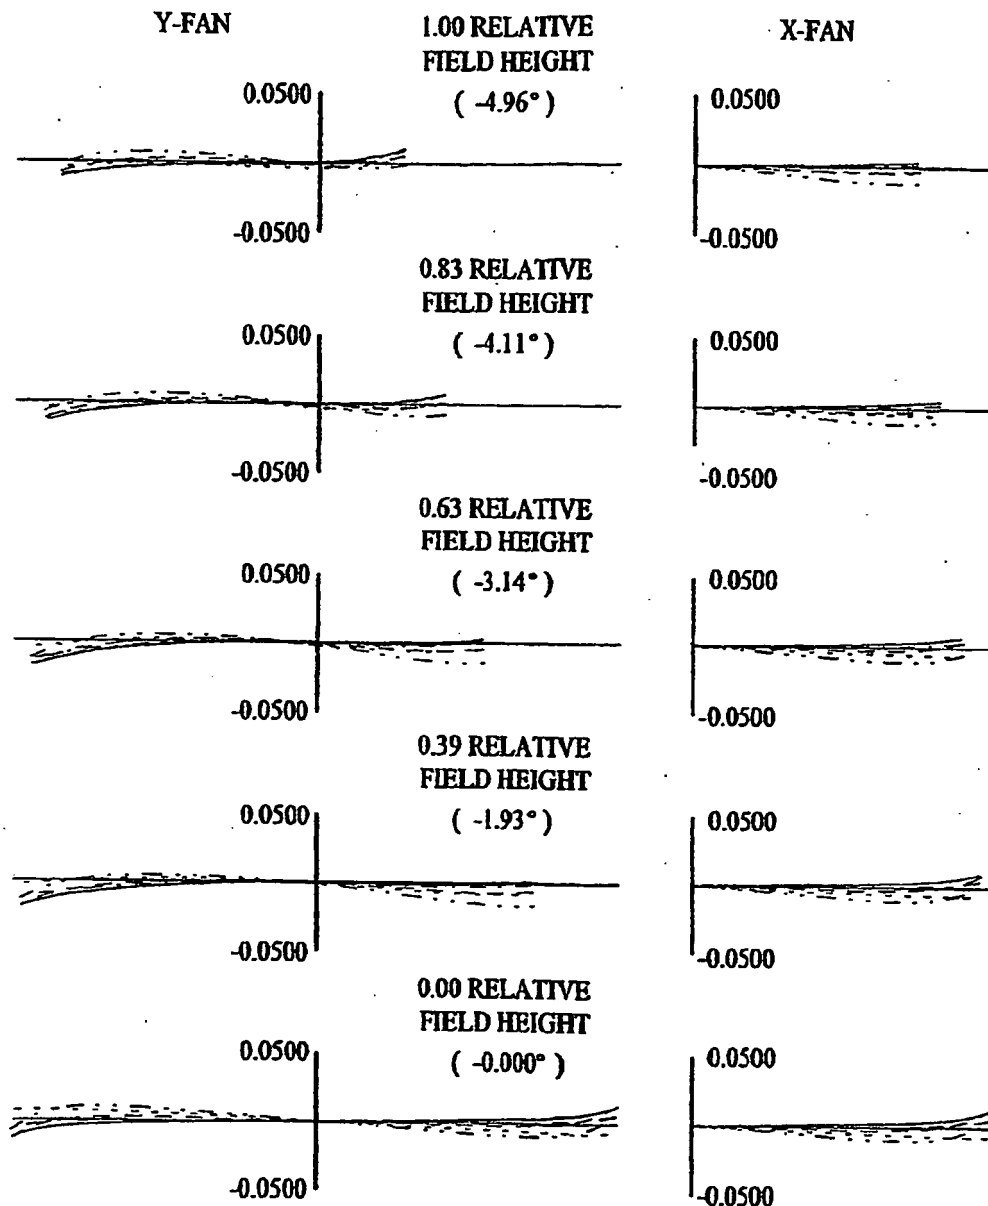 Y-FAN
1.00 RELATIVE
FIELD HEIGHT
( -4.96° )
X-FAN
0.0500
-0.0500
0.0500
-0.0500
0.83 RELATIVE
FIELD HEIGHT
( -4.11° )
0.0500
-0.0500
0.0500
-0.0500
0.63 RELATIVE
FIELD HEIGHT
( -3.14° )
0.0500
-0.0500
0.0500
-0.0500
0.39 RELATIVE
FIELD HEIGHT
( -1.93° )
0.0500
-0.0500
0.0500
-0.0500
0.00 RELATIVE
FIELD HEIGHT
( -0.000° )
0.0500
-0.0500
0.0500
-0.0500